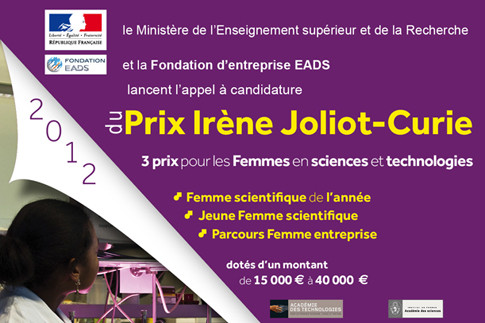 le Ministère de l'Enseignement supérieur et de la Recherche
Liberté • Égalité • Fraternité
RÉPUBLIQUE FRANÇAISE
FONDATION
EADS
et la Fondation d'entreprise EADS
lancent l'appel à candidature
2012
du Prix Irène Joliot-Curie
3 prix pour les Femmes en sciences et technologies
Femme scientifique de l'année
Jeune Femme scientifique
Parcours Femme entreprise
dotés d'un montant
de 15 000 € à 40 000 €
ACADÉMIE
DES TECHNOLOGIES
Académie des sciences